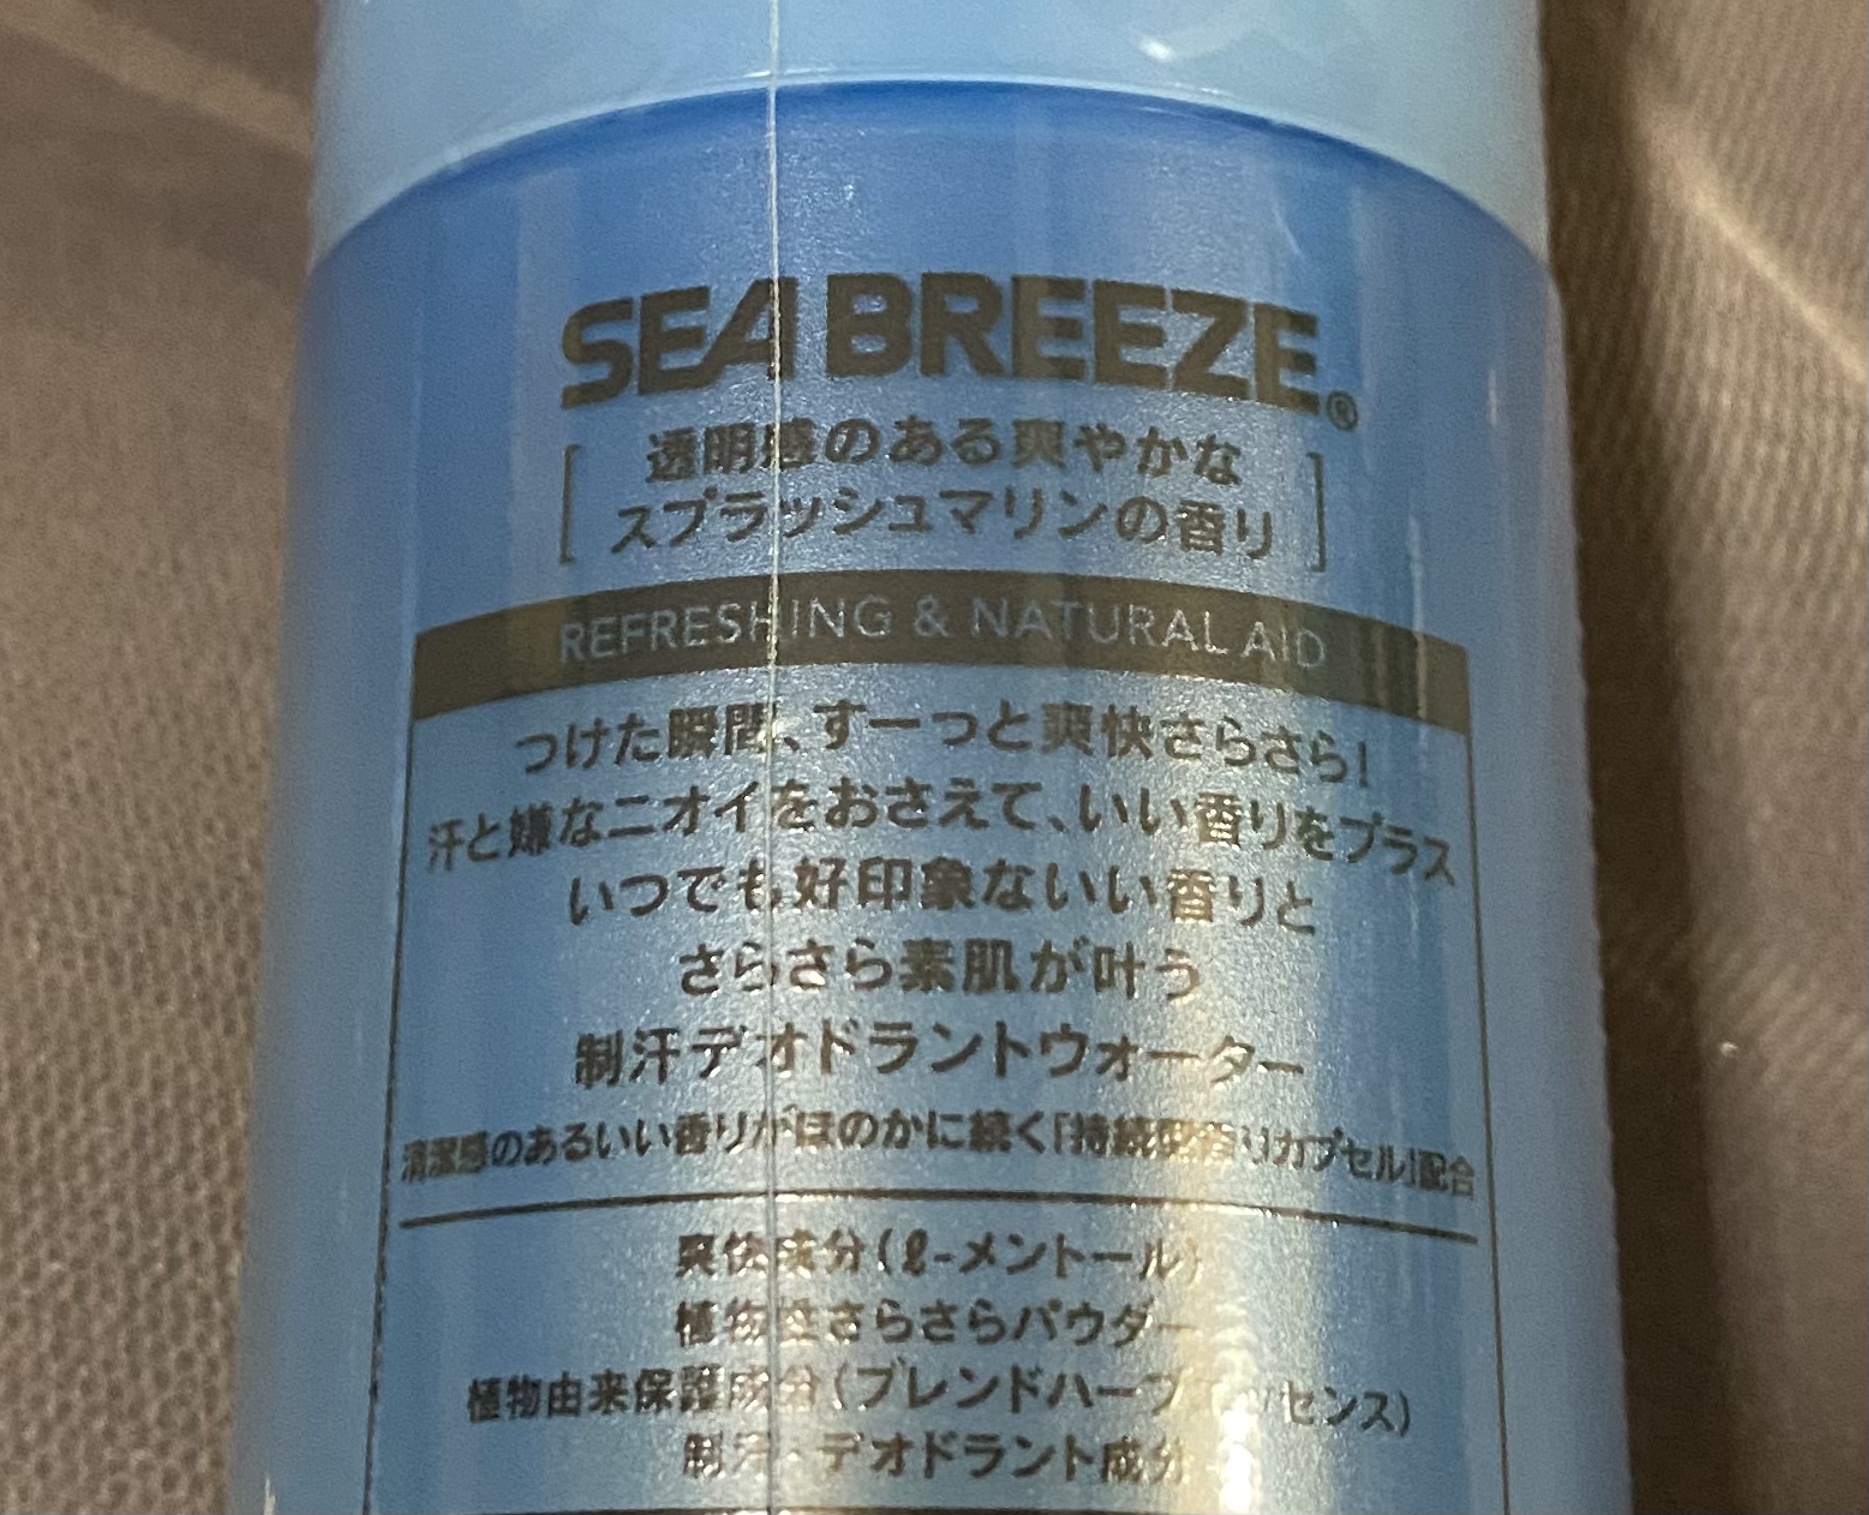 SEA BREEZE®
透明感のある爽やかな
スプラッシュマリンの香り
REFRESHING & NATURAL AID
つけた瞬間、すーっと爽快さらさら!
汗と嫌なニオイをおさえて、いい香りをプラス
いつでも好印象ないい香りと
さらさら素肌が叶う
制汗デオドラントウォーター
清潔感のあるいい香りがほのかに続く「持続型香りカプセル」配合
爽快成分(ℓ-メントール)
植物性さらさらパウダー
植物由来保護成分(ブレンドハーブエッセンス)
制汗・デオドラント成分